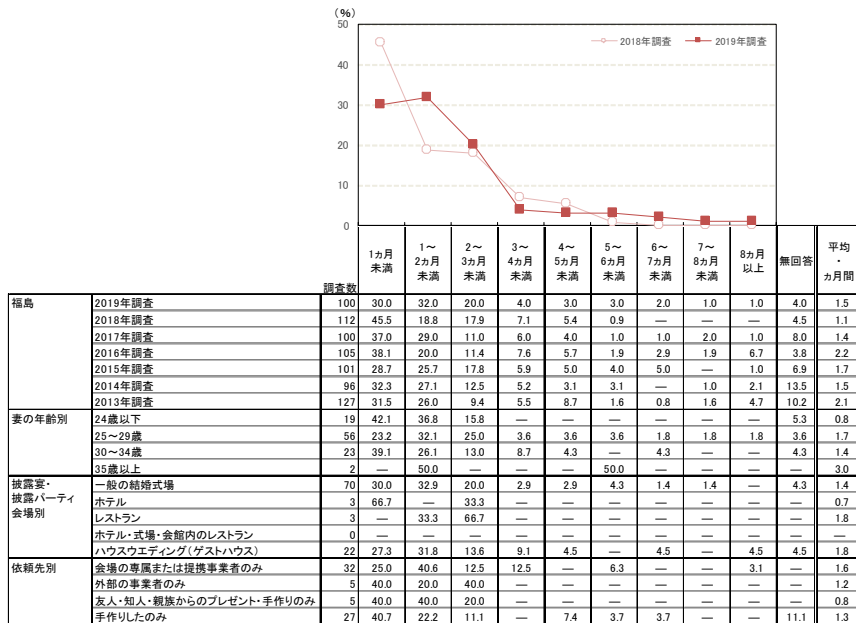 (%)
50
40
30
20
10
0
2018年調査 2019年調査
調査数 1ヵ月未満 1～2ヵ月未満 2～3ヵ月未満 3～4ヵ月未満 4～5ヵ月未満 5～6ヵ月未満 6～7ヵ月未満 7～8ヵ月未満 8ヵ月以上 無回答 平均・ヵ月間
福島 2019年調査 100 30.0 32.0 20.0 4.0 3.0 3.0 2.0 1.0 1.0 4.0 1.5
2018年調査 112 45.5 18.8 17.9 7.1 5.4 0.9 — — — 4.5 1.1
2017年調査 100 37.0 29.0 11.0 6.0 4.0 1.0 1.0 2.0 1.0 8.0 1.4
2016年調査 105 38.1 20.0 11.4 7.6 5.7 1.9 2.9 1.9 6.7 3.8 2.2
2015年調査 101 28.7 25.7 17.8 5.9 5.0 4.0 5.0 — 1.0 6.9 1.7
2014年調査 96 32.3 27.1 12.5 5.2 3.1 3.1 — 1.0 2.1 13.5 1.5
2013年調査 127 31.5 26.0 9.4 5.5 8.7 1.6 0.8 1.6 4.7 10.2 2.1
妻の年齢別 24歳以下 19 42.1 36.8 15.8 — — — — — — 5.3 0.8
25～29歳 56 23.2 32.1 25.0 3.6 3.6 3.6 1.8 1.8 1.8 3.6 1.7
30～34歳 23 39.1 26.1 13.0 8.7 4.3 — 4.3 — — 4.3 1.4
35歳以上 2 — 50.0 — — — 50.0 — — — — 3.0
披露宴・披露パーティ会場別 一般の結婚式場 70 30.0 32.9 20.0 2.9 2.9 4.3 1.4 1.4 — 4.3 1.4
ホテル 3 66.7 — 33.3 — — — — — — — 0.7
レストラン 3 — 33.3 66.7 — — — — — — — 1.8
ホテル・式場・会館内のレストラン 0 — — — — — — — — — — —
ハウスウエディング(ゲストハウス) 22 27.3 31.8 13.6 9.1 4.5 — 4.5 — 4.5 4.5 1.8
依頼先別 会場の専属または提携事業者のみ 32 25.0 40.6 12.5 12.5 — 6.3 — — 3.1 — 1.6
外部の事業者のみ 5 40.0 20.0 40.0 — — — — — — — 1.2
友人・知人・親族からのプレゼント・手作りのみ 5 40.0 40.0 20.0 — — — — — — — 0.8
手作りしたのみ 27 40.7 22.2 11.1 — 7.4 3.7 3.7 — — 11.1 1.3